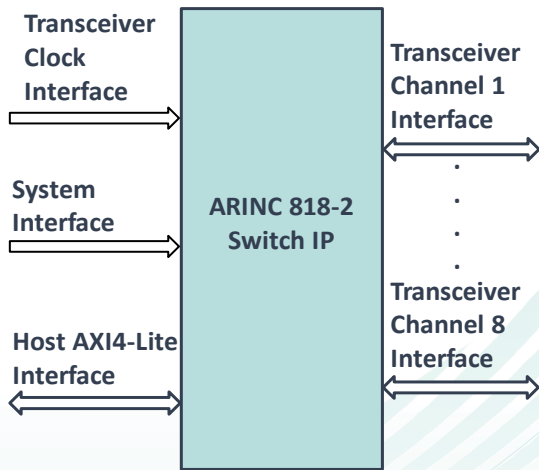 Transceiver
Clock
Interface
System
Interface
Host AXI4-Lite
Interface
ARINC 818-2
Switch IP
Transceiver
Channel 1
Interface
.
.
.
.
Transceiver
Channel 8
Interface